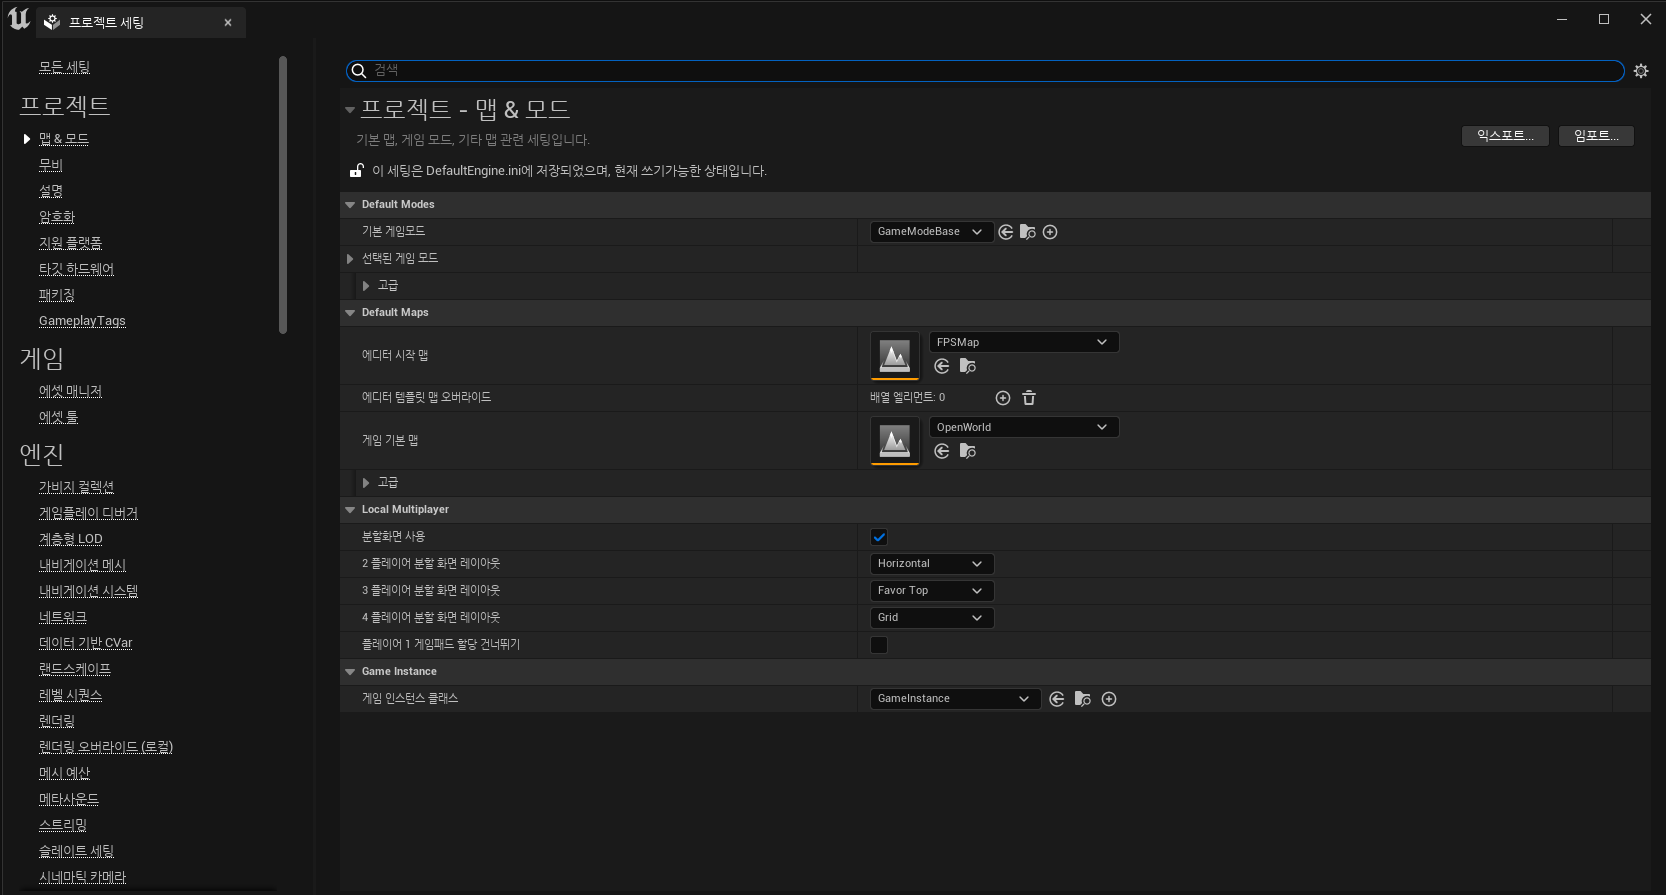 프로젝트 세팅
모든 세팅
프로젝트
맵 & 모드
무비
설명
암호화
지원 플랫폼
타깃 하드웨어
패키징
GameplayTags
게임
에셋 매니저
에셋 툴
엔진
가비지 컬렉션
게임플레이 디버거
계층형 LOD
내비게이션 메시
내비게이션 시스템
네트워크
데이터 기반 CVar
랜드스케이프
레벨 시퀀스
렌더링
렌더링 오버라이드 (로컬)
메시 예산
메타사운드
스트리밍
슬레이트 세팅
시네마틱 카메라
검색
프로젝트 - 맵 & 모드
기본 맵, 게임 모드, 기타 맵 관련 세팅입니다.
익스포트... 임포트...
이 세팅은 DefaultEngine.ini에 저장되었으며, 현재 쓰기가능한 상태입니다.
Default Modes
기본 게임모드 GameModeBase
선택된 게임 모드
고급
Default Maps
에디터 시작 맵 FPSMap
에디터 템플릿 맵 오버라이드 배열 엘리먼트: 0
게임 기본 맵 OpenWorld
고급
Local Multiplayer
분할화면 사용
2 플레이어 분할 화면 레이아웃 Horizontal
3 플레이어 분할 화면 레이아웃 Favor Top
4 플레이어 분할 화면 레이아웃 Grid
플레이어 1 게임패드 할당 건너뛰기
Game Instance
게임 인스턴스 클래스 GameInstance